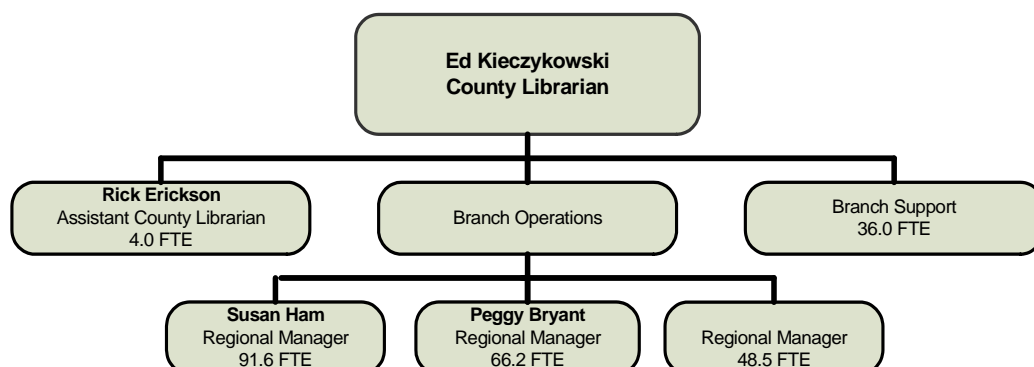 Ed Kieczykowski
County Librarian
Rick Erickson
Assistant County Librarian
4.0 FTE
Branch Operations
Branch Support
36.0 FTE
Susan Ham
Regional Manager
91.6 FTE
Peggy Bryant
Regional Manager
66.2 FTE
Regional Manager
48.5 FTE